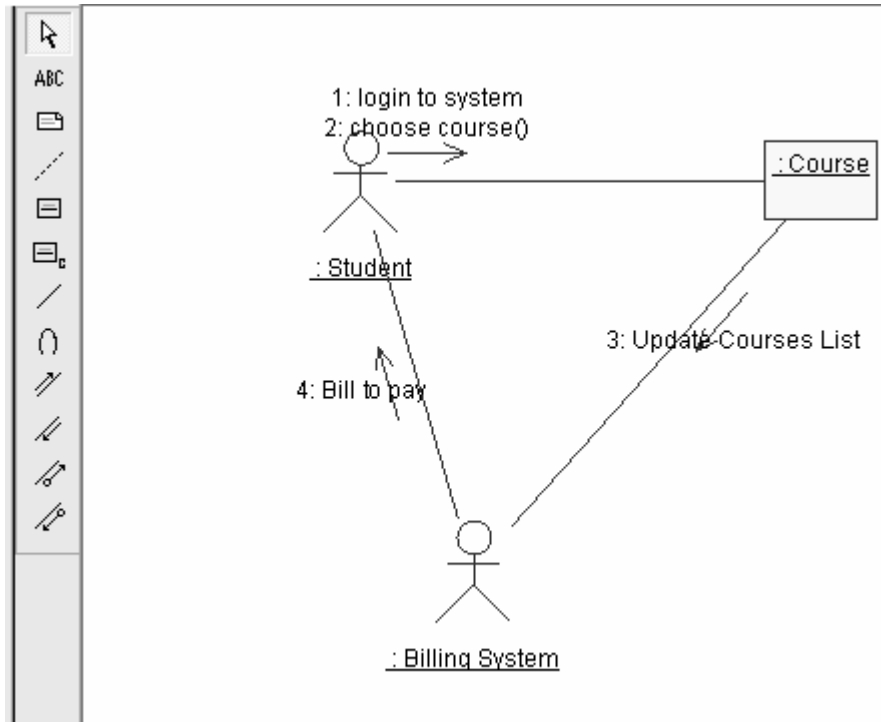 ABC
1: login to system
2: choose course()
: Course
: Student
3: Update Courses List
4: Bill to pay
: Billing System
c